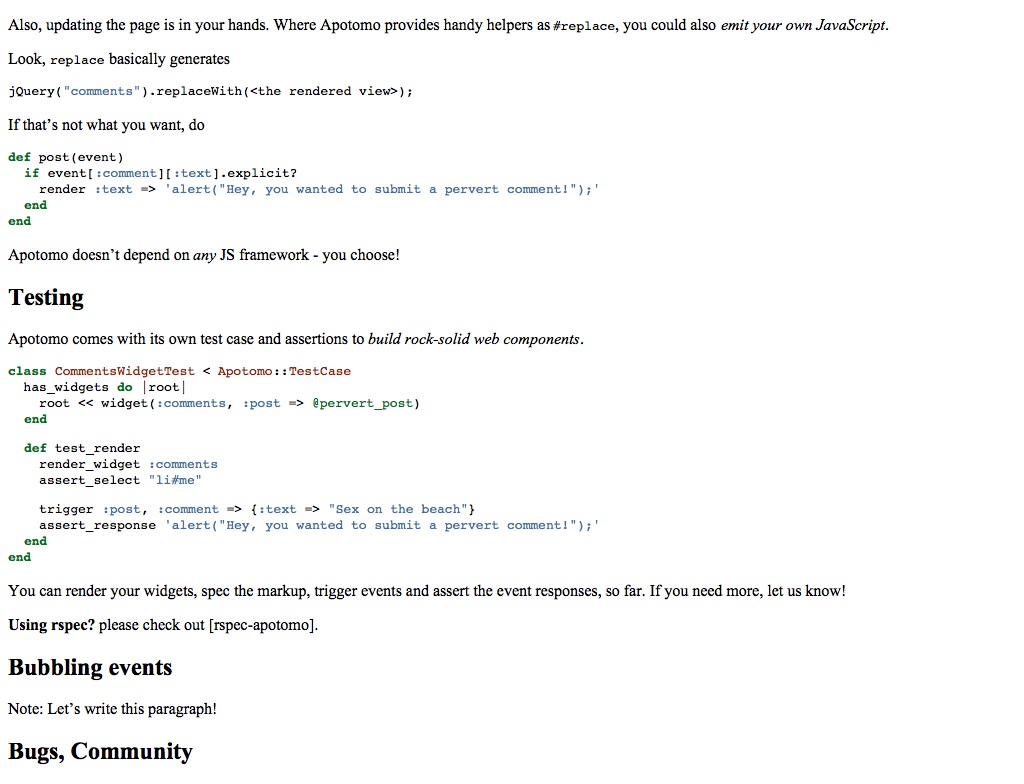 Also, updating the page is in your hands. Where Apotomo provides handy helpers as #replace, you could also emit your own JavaScript.
Look, replace basically generates
jQuery("comments").replaceWith(<the rendered view>);
If that’s not what you want, do
def post(event)
  if event[:comment][:text].explicit?
    render :text => 'alert("Hey, you wanted to submit a pervert comment!");'
  end
end
Apotomo doesn’t depend on any JS framework - you choose!
Testing
Apotomo comes with its own test case and assertions to build rock-solid web components.
class CommentsWidgetTest < Apotomo::TestCase
  has_widgets do |root|
    root << widget(:comments, :post => @pervert_post)
  end
  def test_render
    render_widget :comments
    assert_select "li#me"
    trigger :post, :comment => {:text => "Sex on the beach"}
    assert_response 'alert("Hey, you wanted to submit a pervert comment!");'
  end
end
You can render your widgets, spec the markup, trigger events and assert the event responses, so far. If you need more, let us know!
Using rspec? please check out [rspec-apotomo].
Bubbling events
Note: Let’s write this paragraph!
Bugs, Community